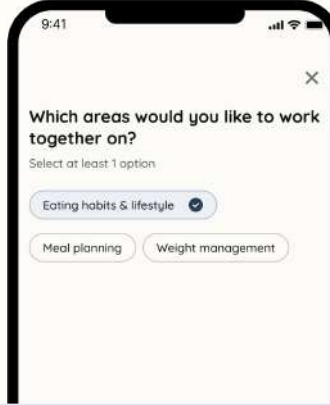 9:41
Which areas would you like to work
together on?
Select at least 1 option
Eating habits & lifestyle
Meal planning
Weight management